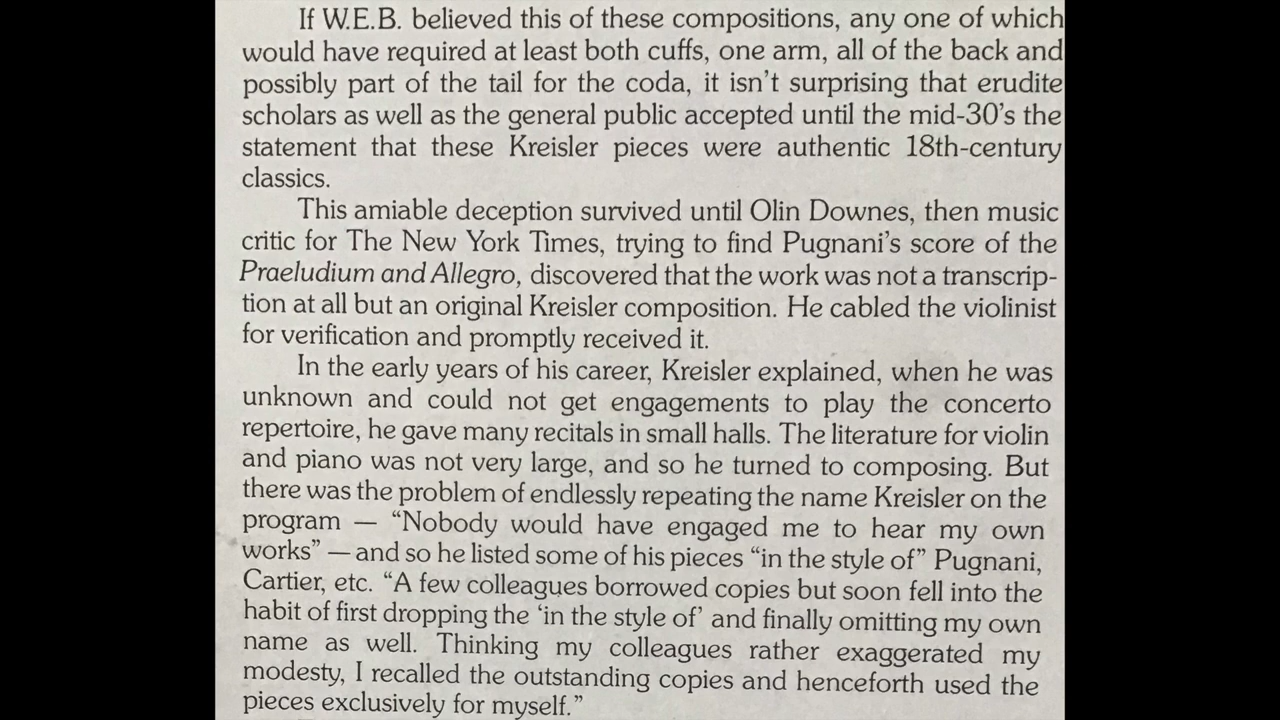 If W.E.B. believed this of these compositions, any one of which
would have required at least both cuffs, one arm, all of the back and
possibly part of the tail for the coda, it isn't surprising that erudite
scholars as well as the general public accepted until the mid-30's the
statement that these Kreisler pieces were authentic 18th-century
classics.
This amiable deception survived until Olin Downes, then music
critic for The New York Times, trying to find Pugnani's score of the
Praeludium and Allegro, discovered that the work was not a transcrip-
tion at all but an original Kreisler composition. He cabled the violinist
for verification and promptly received it.
In the early years of his career, Kreisler explained, when he was
unknown and could not get engagements to play the concerto
repertoire, he gave many recitals in small halls. The literature for violin
and piano was not very large, and so he turned to composing. But
there was the problem of endlessly repeating the name Kreisler on the
program — “Nobody would have engaged me to hear my own
works” — and so he listed some of his pieces “in the style of” Pugnani,
Cartier, etc. “A few colleagues borrowed copies but soon fell into the
habit of first dropping the ‘in the style of’ and finally omitting my own
name as well. Thinking my colleagues rather exaggerated my
modesty, I recalled the outstanding copies and henceforth used the
pieces exclusively for myself.”